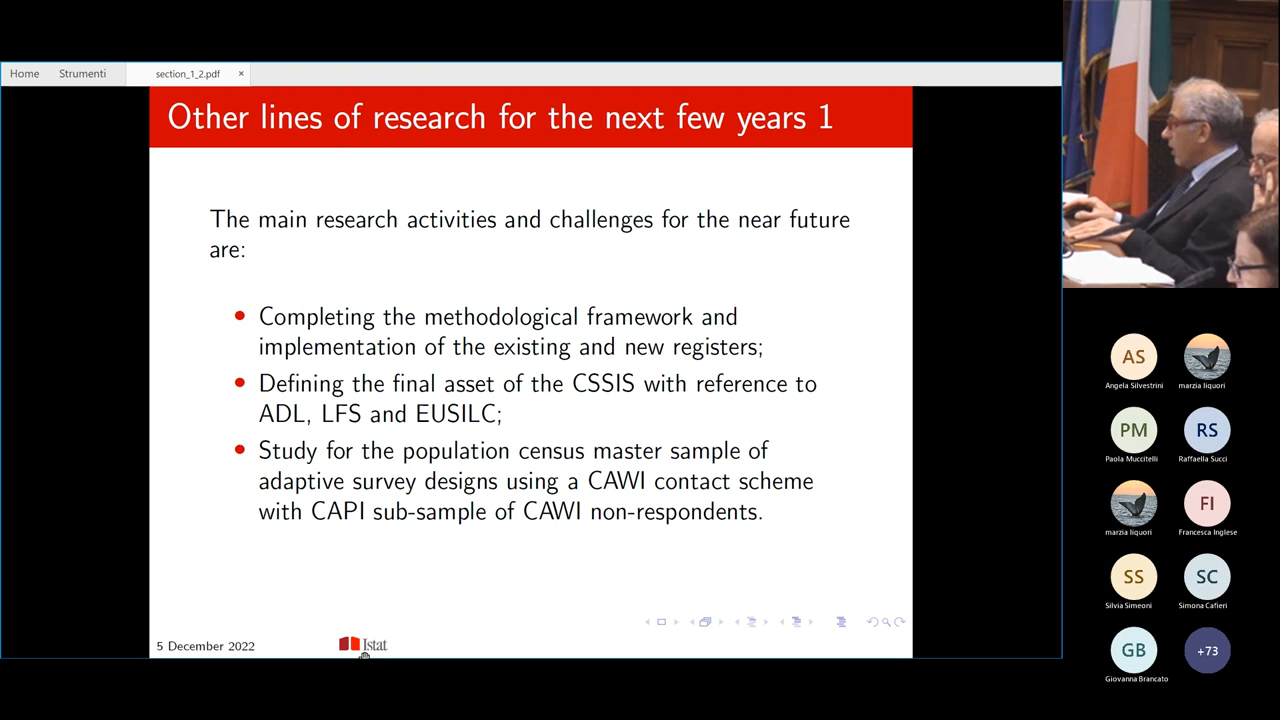 Home
Strumenti
section_1_2.pdf
×
Other lines of research for the next few years 1
The main research activities and challenges for the near future
are:
Completing the methodological framework and
implementation of the existing and new registers;
Defining the final asset of the CSSIS with reference to
ADL, LFS and EUSILC;
Study for the population census master sample of
adaptive survey designs using a CAWI contact scheme
with CAPI sub-sample of CAWI non-respondents.
5 December 2022
Istat
AS
Angela Silvestrini
marzia liquori
PM
Paola Muccitelli
RS
Raffaella Succi
marzia liquori
FI
Francesca Inglese
SS
Silvia Simeoni
SC
Simona Cafieri
GB
Giovanna Brancato
+73